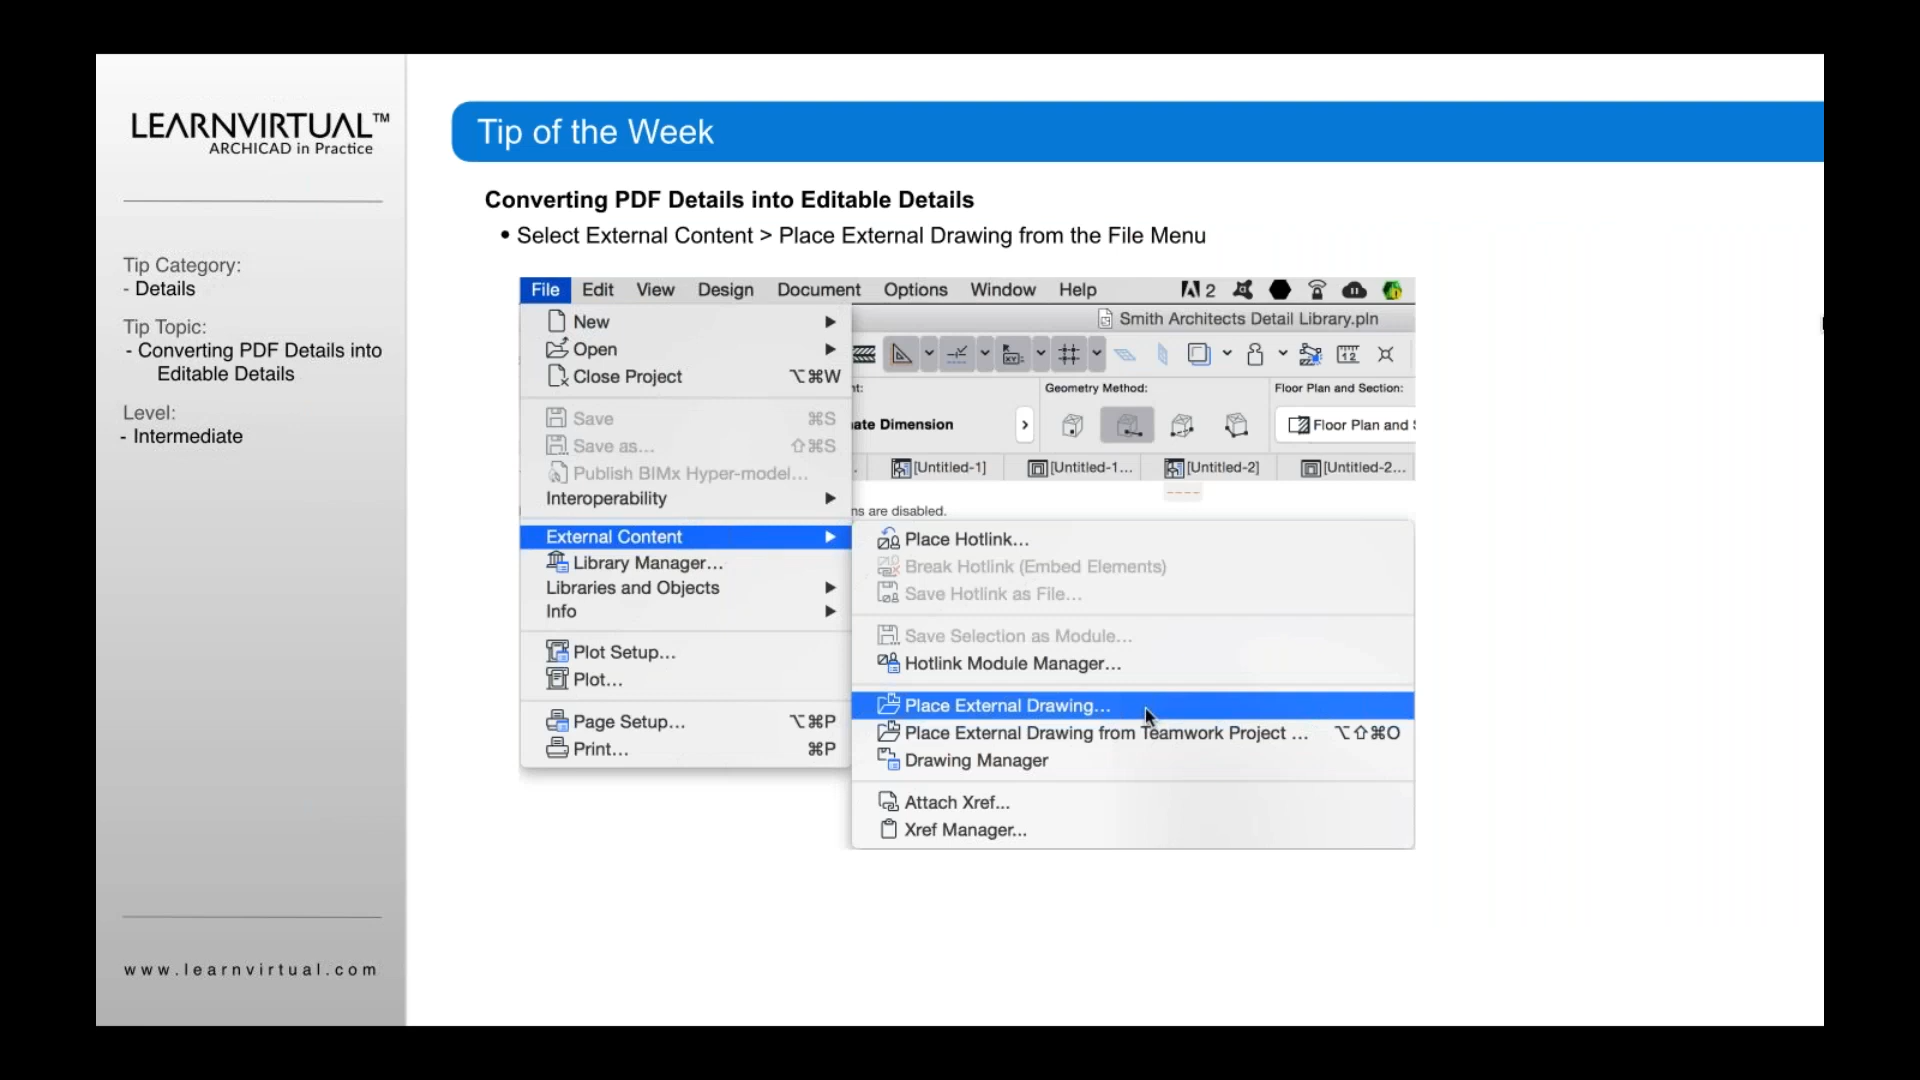 LEARNVIRTUAL™
ARCHICAD in Practice
Tip Category:
- Details
Tip Topic:
- Converting PDF Details into
Editable Details
Level:
- Intermediate
www.learnvirtual.com
Tip of the Week
Converting PDF Details into Editable Details
• Select External Content > Place External Drawing from the File Menu
File Edit View Design Document Options Window Help 2
Smith Architects Detail Library.pln
New
Open
Close Project ⌥⌘W
Save ⌘S
Save as... ⇧⌘S
Publish BIMx Hyper-model...
Interoperability
External Content
Library Manager...
Libraries and Objects
Info
Plot Setup...
Plot...
Page Setup... ⌥⌘P
Print... ⌘P
nt: Geometry Method: Floor Plan and Section:
ate Dimension Floor Plan and S
[Untitled-1] [Untitled-1... [Untitled-2] [Untitled-2...
ns are disabled.
Place Hotlink...
Break Hotlink (Embed Elements)
Save Hotlink as File...
Save Selection as Module...
Hotlink Module Manager...
Place External Drawing...
Place External Drawing from Teamwork Project ... ⌥⇧⌘O
Drawing Manager
Attach Xref...
Xref Manager...